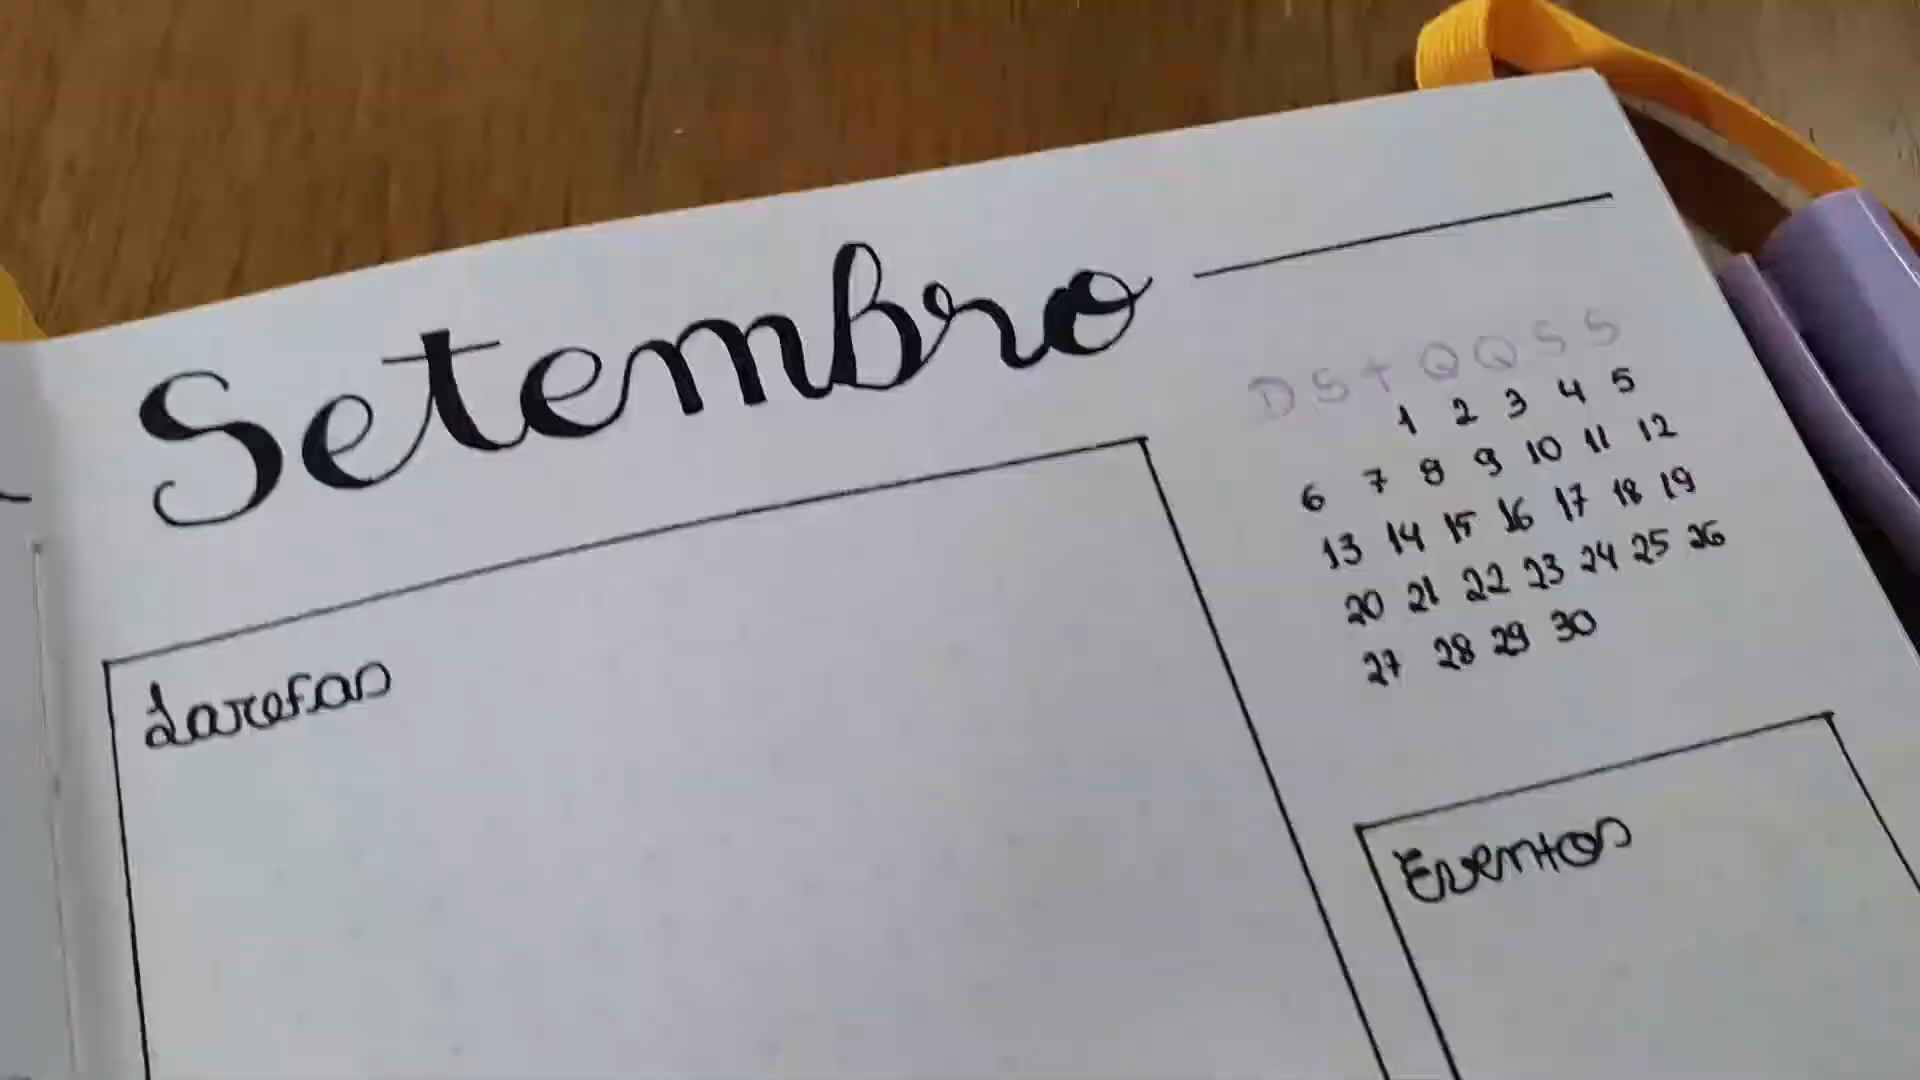 Setembro
D S T Q Q S S
1 2 3 4 5
6 7 8 9 10 11 12
13 14 15 16 17 18 19
20 21 22 23 24 25 26
27 28 29 30
Tarefas
Eventos